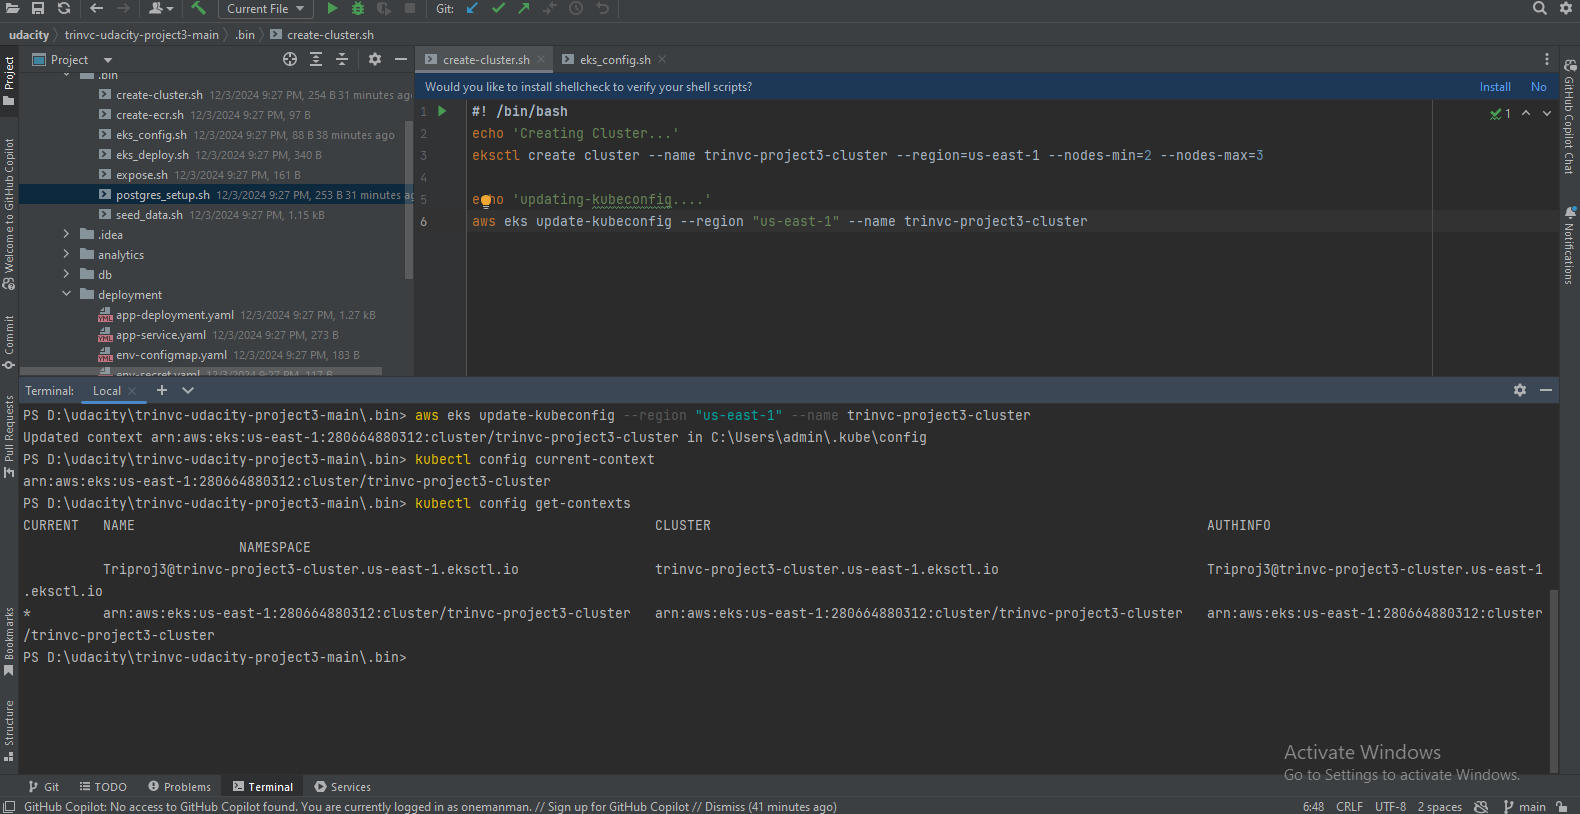 Current File
Git:
udacity
trinvc-udacity-project3-main
.bin
create-cluster.sh
Project
create-cluster.sh
eks_config.sh
.bin
create-cluster.sh 12/3/2024 9:27 PM, 254 B 31 minutes ago
create-ecr.sh 12/3/2024 9:27 PM, 97 B
eks_config.sh 12/3/2024 9:27 PM, 88 B 38 minutes ago
eks_deploy.sh 12/3/2024 9:27 PM, 340 B
expose.sh 12/3/2024 9:27 PM, 161 B
postgres_setup.sh 12/3/2024 9:27 PM, 253 B 31 minutes ag
seed_data.sh 12/3/2024 9:27 PM, 1.15 kB
.idea
analytics
db
deployment
app-deployment.yaml 12/3/2024 9:27 PM, 1.27 kB
app-service.yaml 12/3/2024 9:27 PM, 273 B
env-configmap.yaml 12/3/2024 9:27 PM, 183 B
env-secret.yaml 12/3/2024 9:27 PM, 117 B
Would you like to install shellcheck to verify your shell scripts?
Install
No
1 #! /bin/bash
2 echo 'Creating Cluster...'
3 eksctl create cluster --name trinvc-project3-cluster --region=us-east-1 --nodes-min=2 --nodes-max=3
4
5 echo 'updating-kubeconfig....'
6 aws eks update-kubeconfig --region "us-east-1" --name trinvc-project3-cluster
1
Project
Welcome to GitHub Copilot
Commit
Pull Requests
Bookmarks
Structure
GitHub Copilot Chat
Notifications
Terminal:
Local
PS D:\udacity\trinvc-udacity-project3-main\.bin> aws eks update-kubeconfig --region "us-east-1" --name trinvc-project3-cluster
Updated context arn:aws:eks:us-east-1:280664880312:cluster/trinvc-project3-cluster in C:\Users\admin\.kube\config
PS D:\udacity\trinvc-udacity-project3-main\.bin> kubectl config current-context
arn:aws:eks:us-east-1:280664880312:cluster/trinvc-project3-cluster
PS D:\udacity\trinvc-udacity-project3-main\.bin> kubectl config get-contexts
CURRENT NAME CLUSTER AUTHINFO
NAMESPACE
Triproj3@trinvc-project3-cluster.us-east-1.eksctl.io trinvc-project3-cluster.us-east-1.eksctl.io Triproj3@trinvc-project3-cluster.us-east-1
.eksctl.io
* arn:aws:eks:us-east-1:280664880312:cluster/trinvc-project3-cluster arn:aws:eks:us-east-1:280664880312:cluster/trinvc-project3-cluster arn:aws:eks:us-east-1:280664880312:cluster
/trinvc-project3-cluster
PS D:\udacity\trinvc-udacity-project3-main\.bin>
Activate Windows
Go to Settings to activate Windows.
Git
TODO
Problems
Terminal
Services
GitHub Copilot: No access to GitHub Copilot found. You are currently logged in as onemanman. // Sign up for GitHub Copilot // Dismiss (41 minutes ago)
6:48
CRLF
UTF-8
2 spaces
main